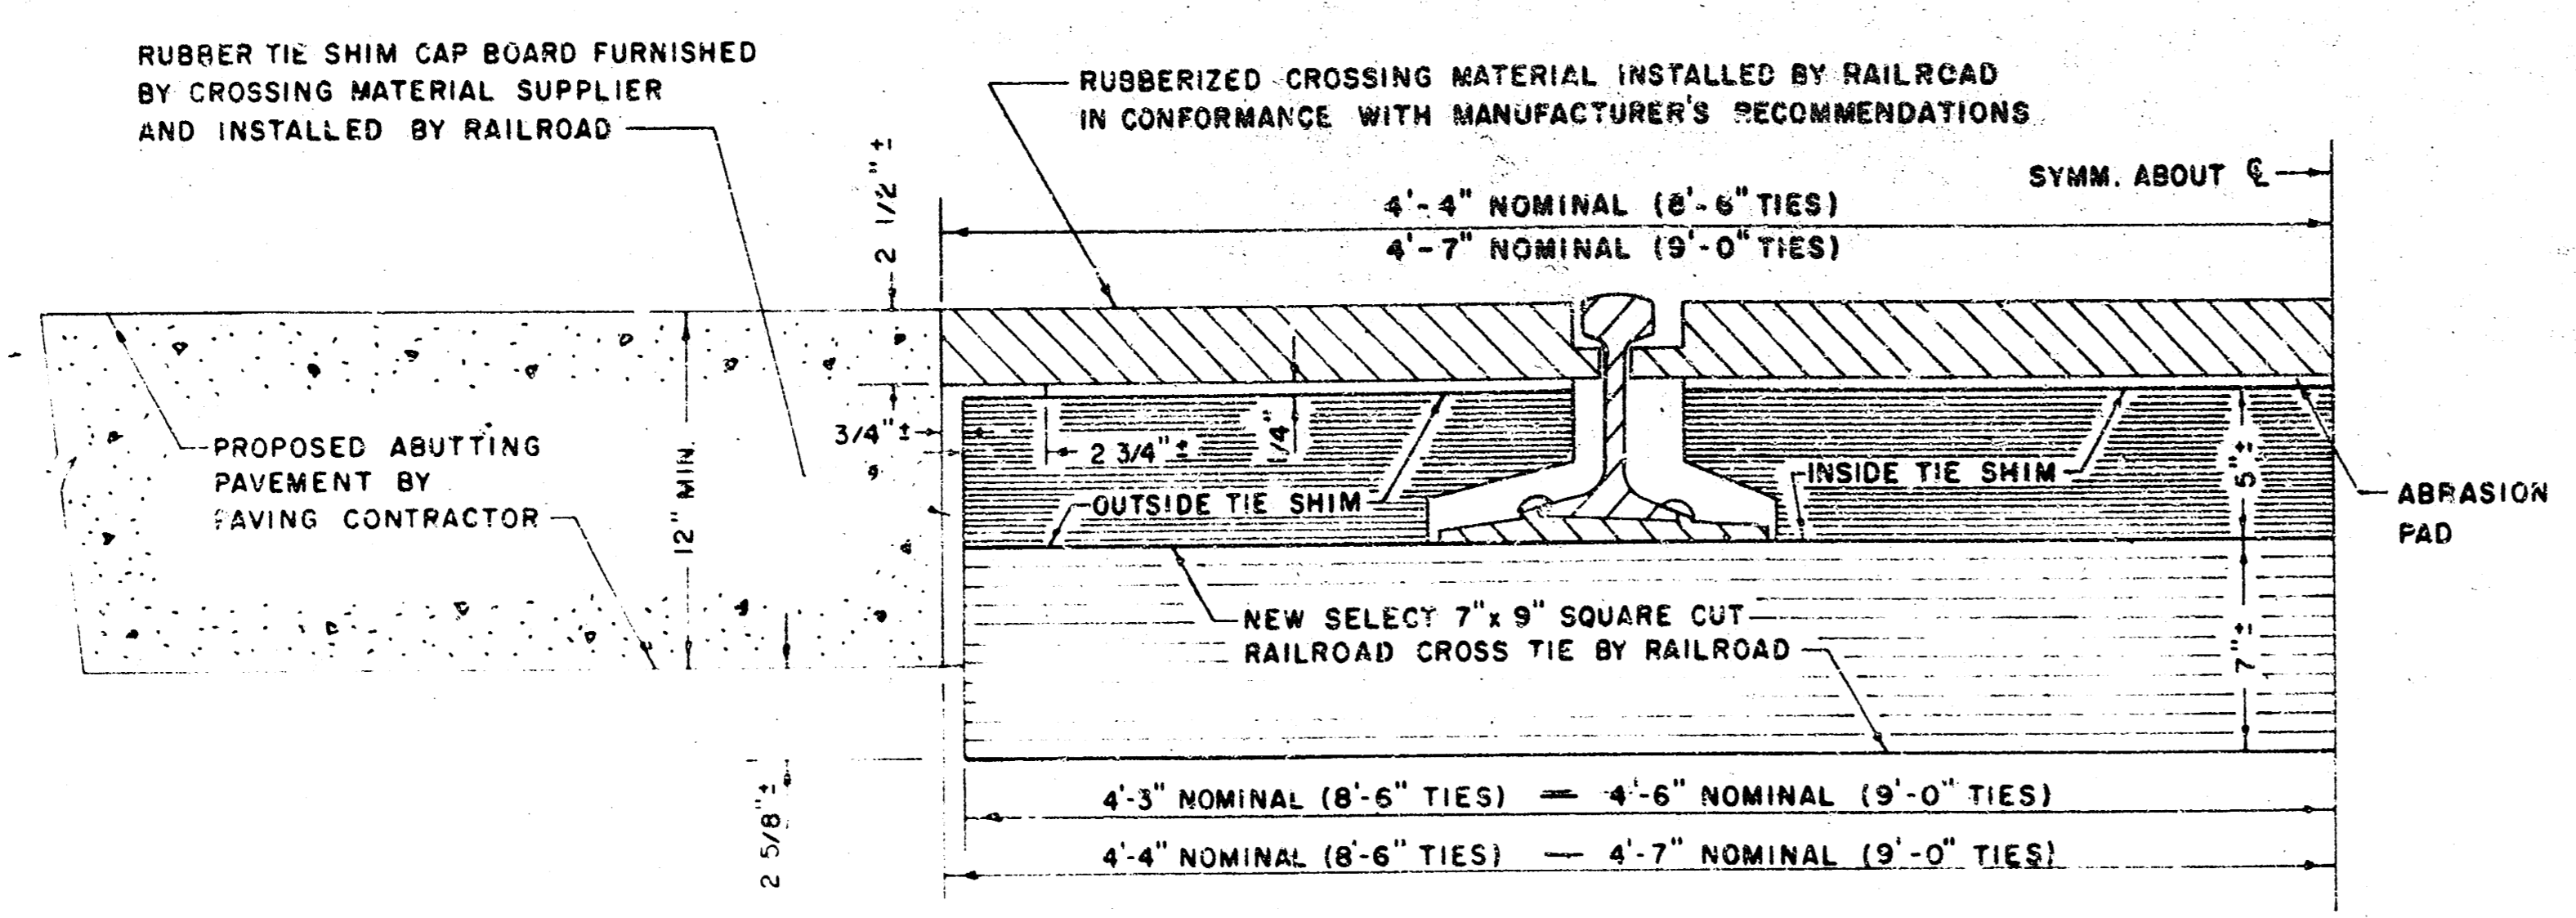 RUBBER TIE SHIM CAP BOARD FURNISHED
BY CROSSING MATERIAL SUPPLIER
AND INSTALLED BY RAILROAD
RUBBERIZED CROSSING MATERIAL INSTALLED BY RAILROAD
IN CONFORMANCE WITH MANUFACTURER'S RECOMMENDATIONS
SYMM. ABOUT ℄
2 1/2" ±
4'-4" NOMINAL (8'-6" TIES)
4'-7" NOMINAL (9'-0" TIES)
3/4" ±
2 3/4" ±
1/4"
PROPOSED ABUTTING
PAVEMENT BY
PAVING CONTRACTOR
12" MIN.
OUTSIDE TIE SHIM
INSIDE TIE SHIM
5" ±
ABRASION
PAD
NEW SELECT 7" x 9" SQUARE CUT
RAILROAD CROSS TIE BY RAILROAD
7" ±
2 5/8" ±
4'-3" NOMINAL (8'-6" TIES) — 4'-6" NOMINAL (9'-0" TIES)
4'-4" NOMINAL (8'-6" TIES) — 4'-7" NOMINAL (9'-0" TIES)